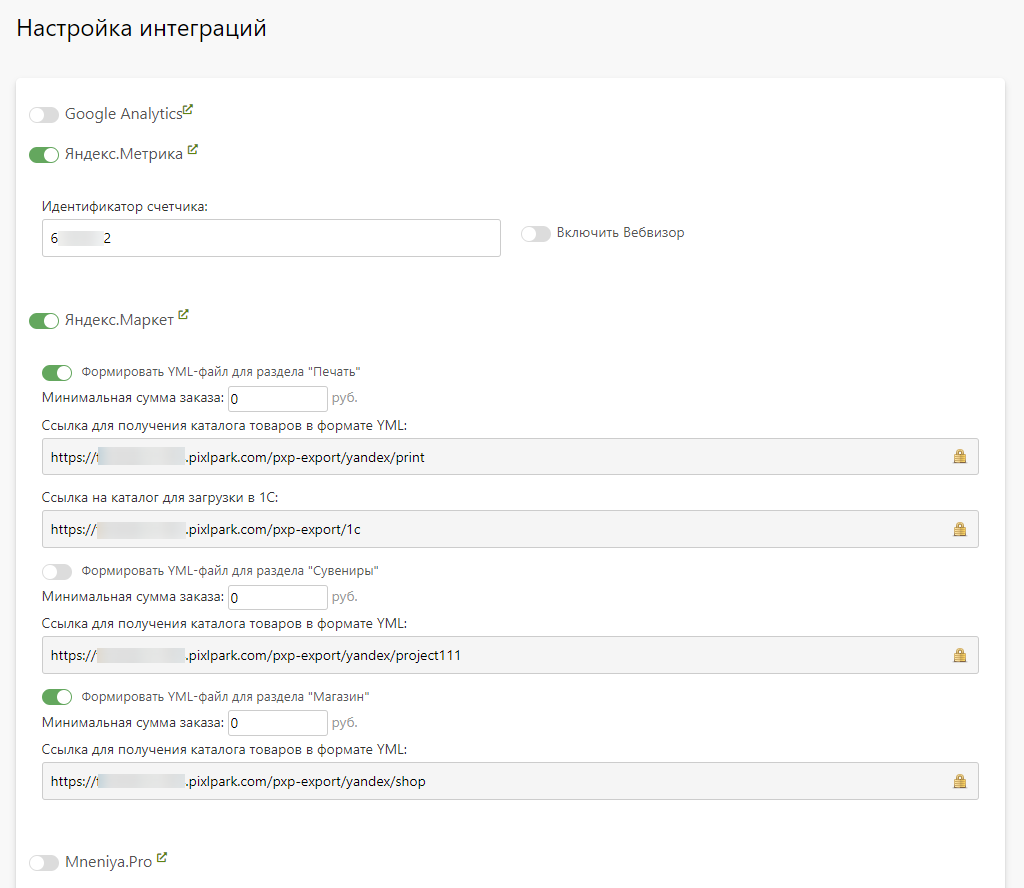 Настройка интеграций
Google Analytics
Яндекс.Метрика
Идентификатор счетчика:
6 2
Включить Вебвизор
Яндекс.Маркет
Формировать YML-файл для раздела "Печать"
Минимальная сумма заказа: 0 руб.
Ссылка для получения каталога товаров в формате YML:
https:// .pixlpark.com/pxp-export/yandex/print
Ссылка на каталог для загрузки в 1С:
https:// .pixlpark.com/pxp-export/1c
Формировать YML-файл для раздела "Сувениры"
Минимальная сумма заказа: 0 руб.
Ссылка для получения каталога товаров в формате YML:
https:// .pixlpark.com/pxp-export/yandex/project111
Формировать YML-файл для раздела "Магазин"
Минимальная сумма заказа: 0 руб.
Ссылка для получения каталога товаров в формате YML:
https:// .pixlpark.com/pxp-export/yandex/shop
Mneniya.Pro